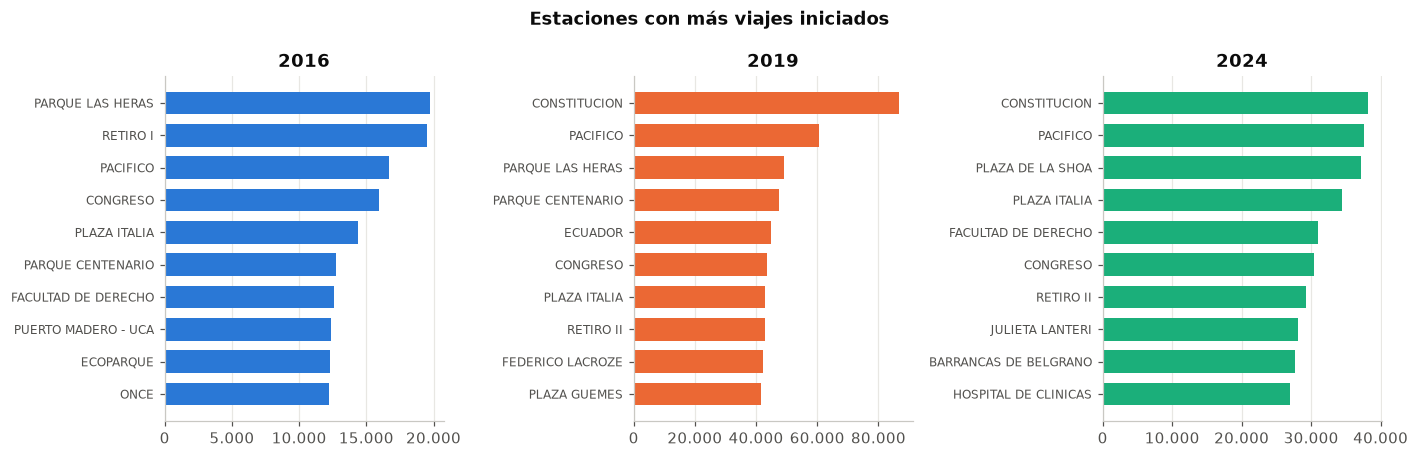 Estaciones con más viajes iniciados
2016
PARQUE LAS HERAS
RETIRO I
PACIFICO
CONGRESO
PLAZA ITALIA
PARQUE CENTENARIO
FACULTAD DE DERECHO
PUERTO MADERO - UCA
ECOPARQUE
ONCE
0 5.000 10.000 15.000 20.000
2019
CONSTITUCION
PACIFICO
PARQUE LAS HERAS
PARQUE CENTENARIO
ECUADOR
CONGRESO
PLAZA ITALIA
RETIRO II
FEDERICO LACROZE
PLAZA GUEMES
0 20.000 40.000 60.000 80.000
2024
CONSTITUCION
PACIFICO
PLAZA DE LA SHOA
PLAZA ITALIA
FACULTAD DE DERECHO
CONGRESO
RETIRO II
JULIETA LANTERI
BARRANCAS DE BELGRANO
HOSPITAL DE CLINICAS
0 10.000 20.000 30.000 40.000